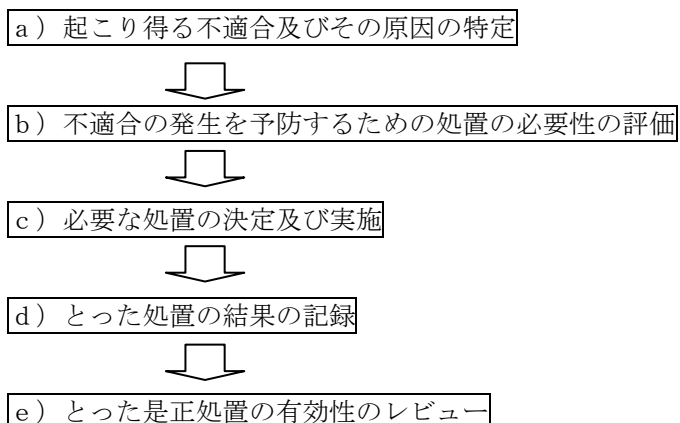 a）起こり得る不適合及びその原因の特定
b）不適合の発生を予防するための処置の必要性の評価
c）必要な処置の決定及び実施
d）とった処置の結果の記録
e）とった是正処置の有効性のレビュー